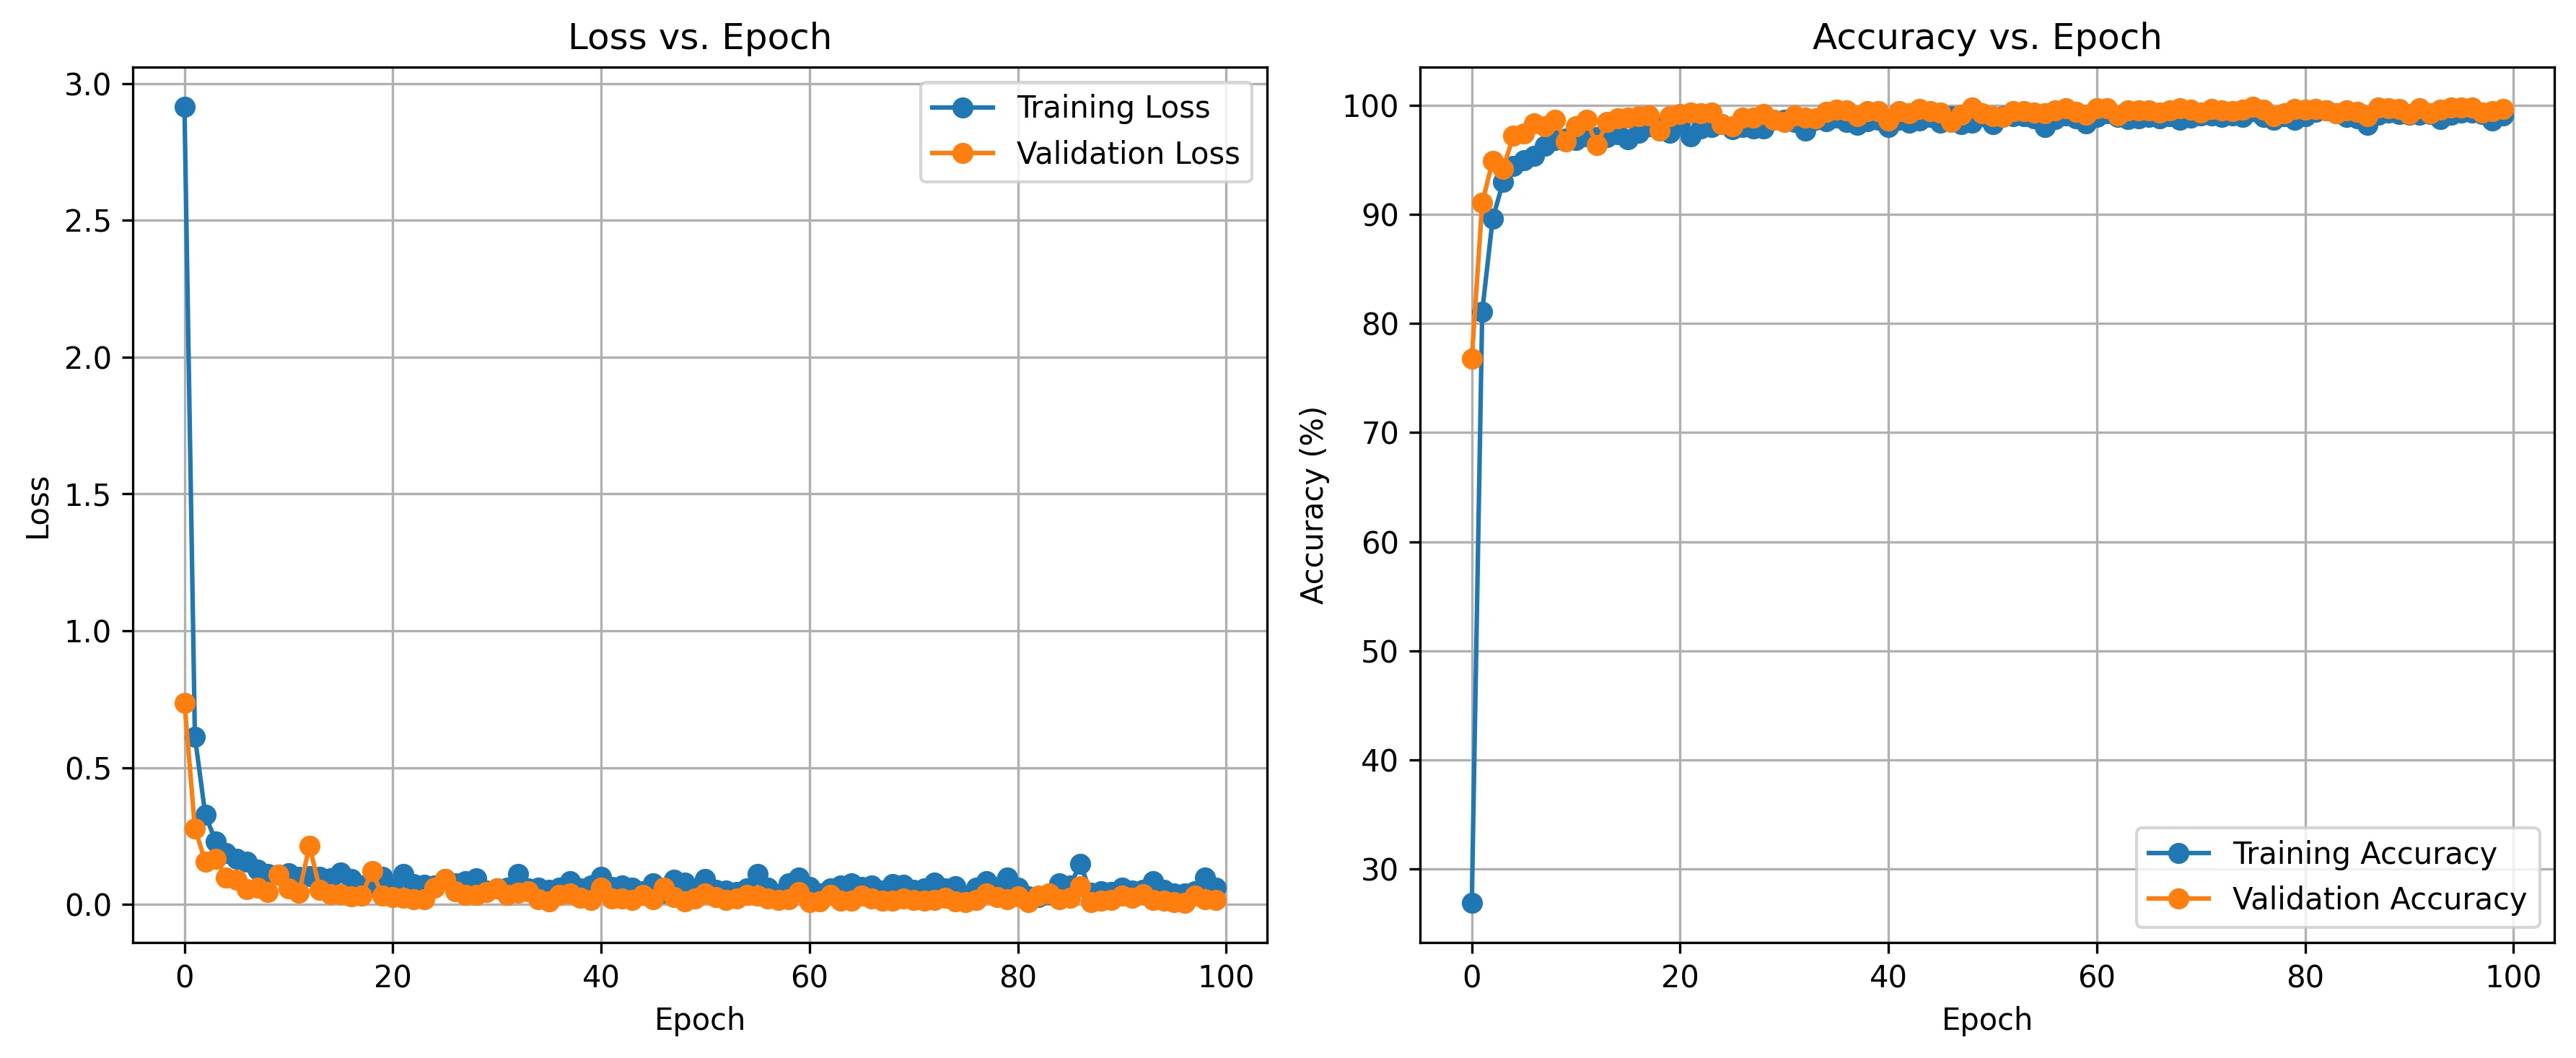 Loss vs. Epoch
3.0
2.5
2.0
1.5
1.0
0.5
0.0
Loss
0 20 40 60 80 100
Epoch
Training Loss
Validation Loss
Accuracy vs. Epoch
100
90
80
70
60
50
40
30
Accuracy (%)
0 20 40 60 80 100
Epoch
Training Accuracy
Validation Accuracy